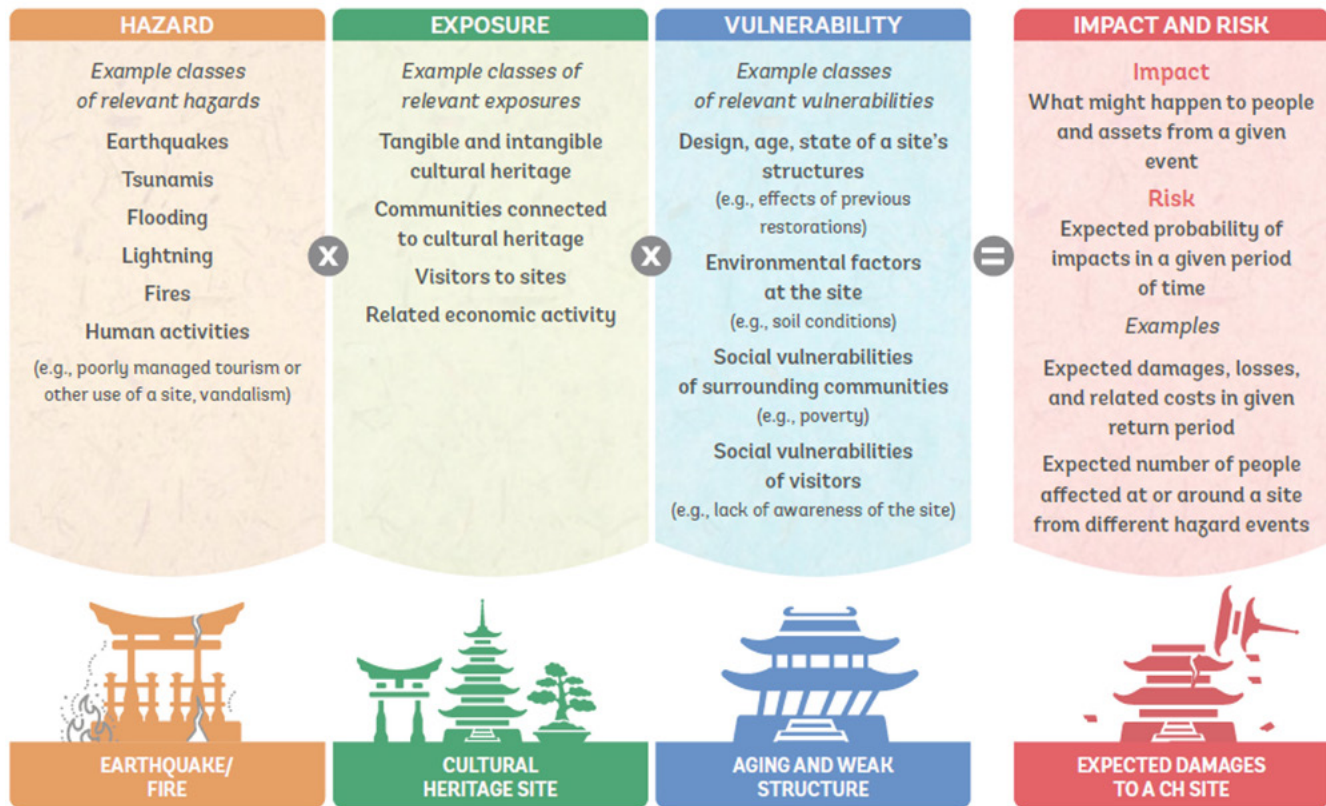 HAZARD
Example classes
of relevant hazards
Earthquakes
Tsunamis
Flooding
Lightning
Fires
Human activities
(e.g., poorly managed tourism or
other use of a site, vandalism)
EARTHQUAKE/
FIRE
x
EXPOSURE
Example classes of
relevant exposures
Tangible and intangible
cultural heritage
Communities connected
to cultural heritage
Visitors to sites
Related economic activity
CULTURAL
HERITAGE SITE
x
VULNERABILITY
Example classes
of relevant vulnerabilities
Design, age, state of a site's
structures
(e.g., effects of previous
restorations)
Environmental factors
at the site
(e.g., soil conditions)
Social vulnerabilities
of surrounding communities
(e.g., poverty)
Social vulnerabilities
of visitors
(e.g., lack of awareness of the site)
AGING AND WEAK
STRUCTURE
=
IMPACT AND RISK
Impact
What might happen to people
and assets from a given
event
Risk
Expected probability of
impacts in a given period
of time
Examples
Expected damages, losses,
and related costs in given
return period
Expected number of people
affected at or around a site
from different hazard events
EXPECTED DAMAGES
TO A CH SITE